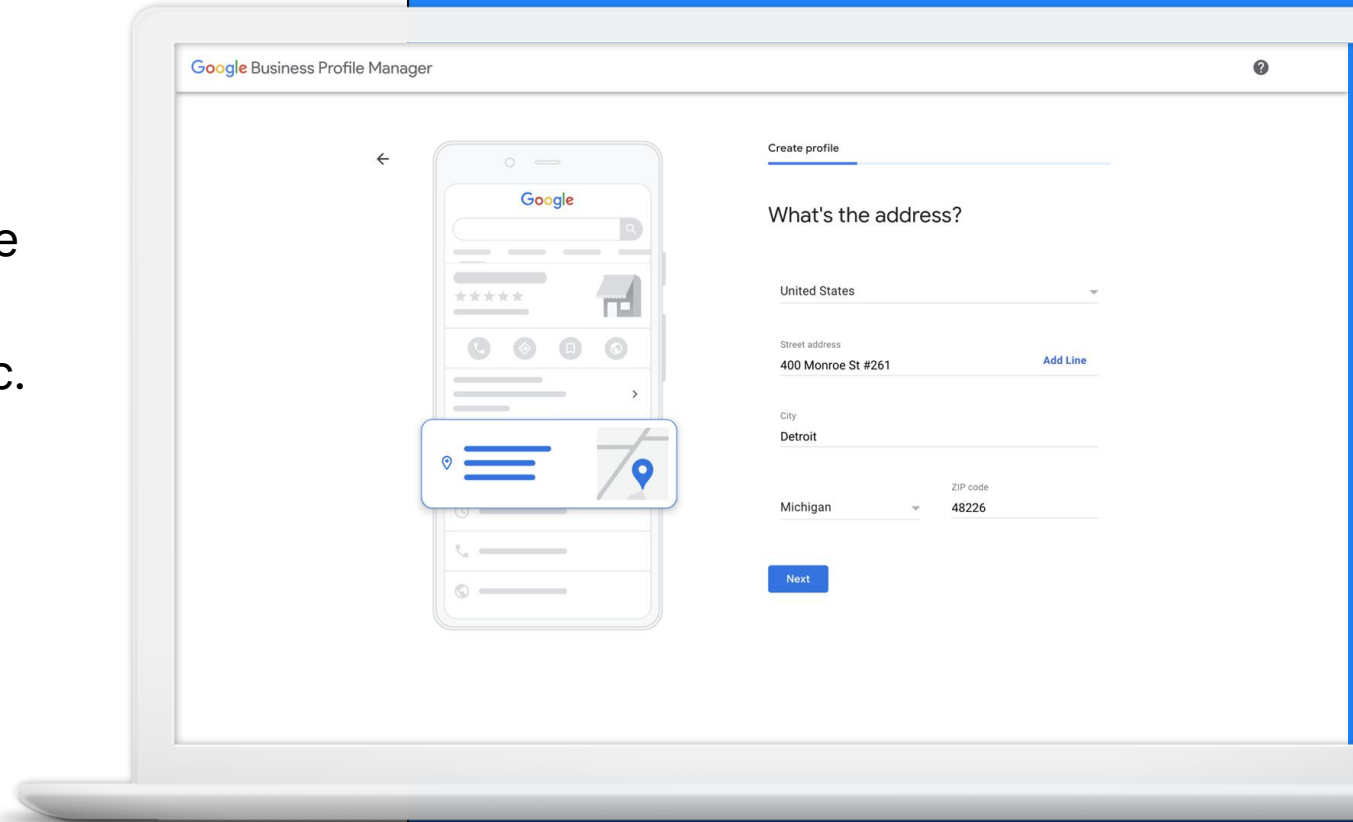 Google Business Profile Manager
e
c.
Google
Create profile
What's the address?
United States
Street address
400 Monroe St #261
Add Line
City
Detroit
Michigan
ZIP code
48226
Next